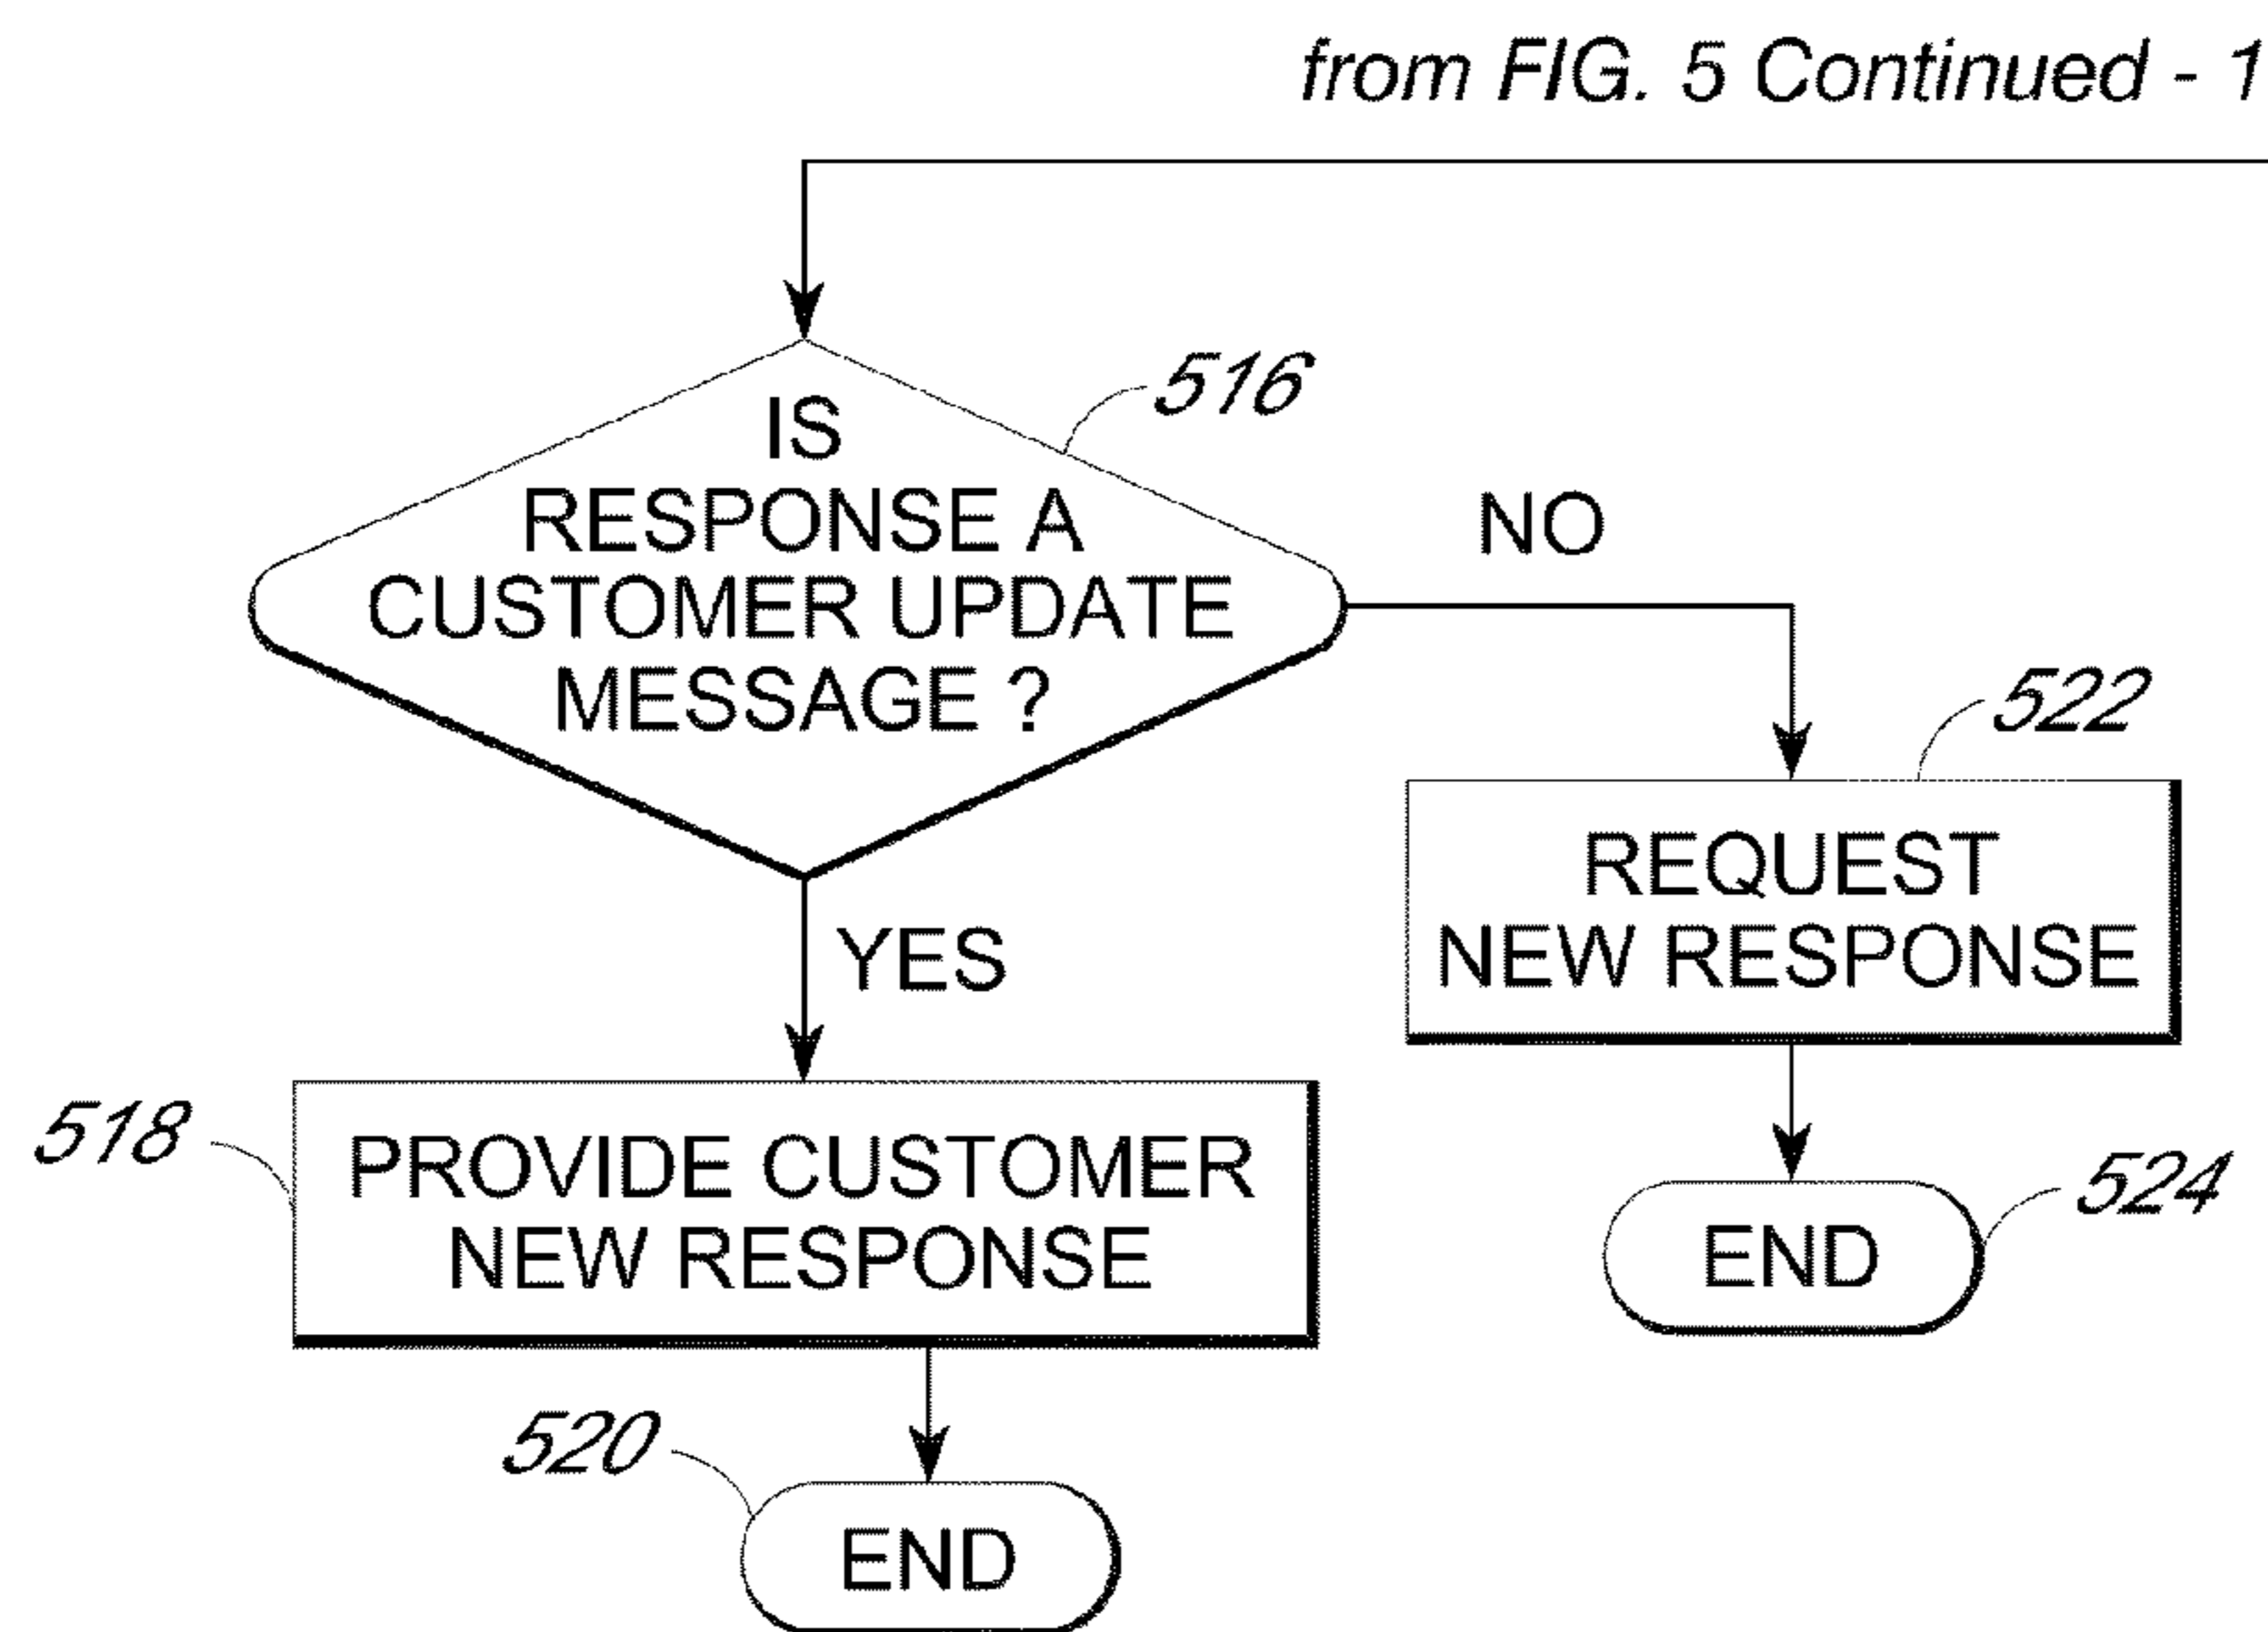 from FIG. 5 Continued - 1
516
IS
RESPONSE A
CUSTOMER UPDATE
MESSAGE ?
NO
522
REQUEST
NEW RESPONSE
YES
518
PROVIDE CUSTOMER
NEW RESPONSE
524
END
520
END